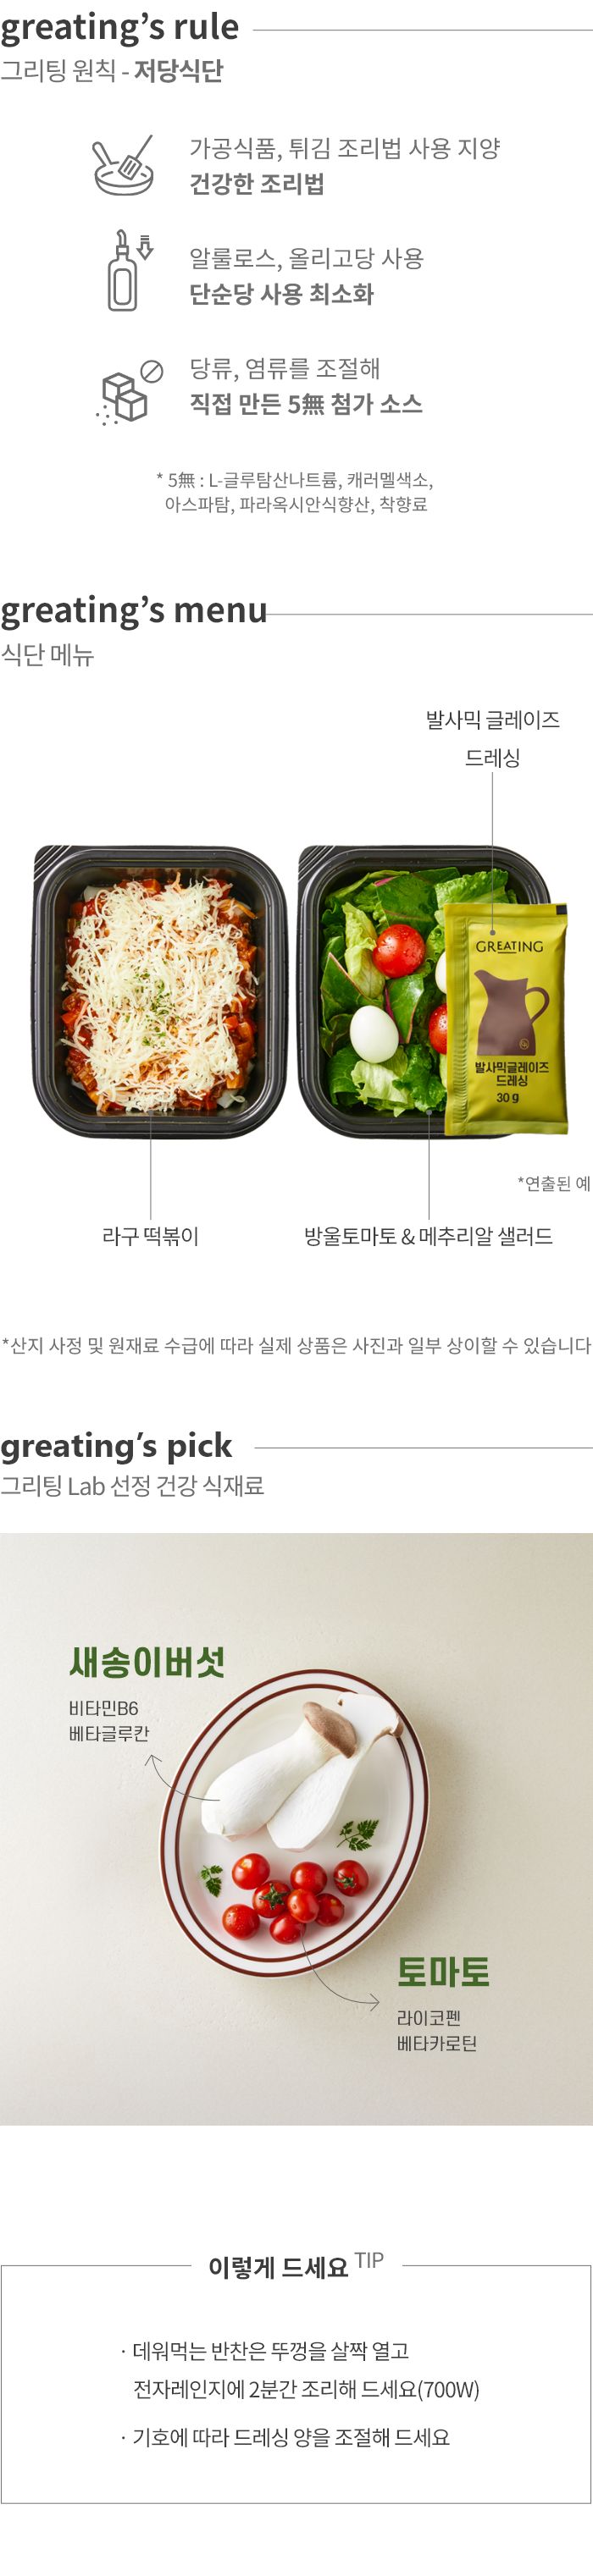 greating's rule
그리팅 원칙 - 저당식단
가공식품, 튀김 조리법 사용 지양
건강한 조리법
알룰로스, 올리고당 사용
단순당 사용 최소화
당류, 염류를 조절해
직접 만든 5無 첨가 소스
* 5無 : L-글루탐산나트륨, 캐러멜색소,
아스파탐, 파라옥시안식향산, 착향료
greating's menu
식단 메뉴
발사믹 글레이즈
드레싱
GREATING
발사믹글레이즈
드레싱
30 g
*연출된 예
라구 떡볶이
방울토마토 & 메추리알 샐러드
*산지 사정 및 원재료 수급에 따라 실제 상품은 사진과 일부 상이할 수 있습니다
greating's pick
그리팅 Lab 선정 건강 식재료
새송이버섯
비타민B6
베타글루칸
토마토
라이코펜
베타카로틴
이렇게 드세요 TIP
· 데워먹는 반찬은 뚜껑을 살짝 열고
전자레인지에 2분간 조리해 드세요(700W)
· 기호에 따라 드레싱 양을 조절해 드세요